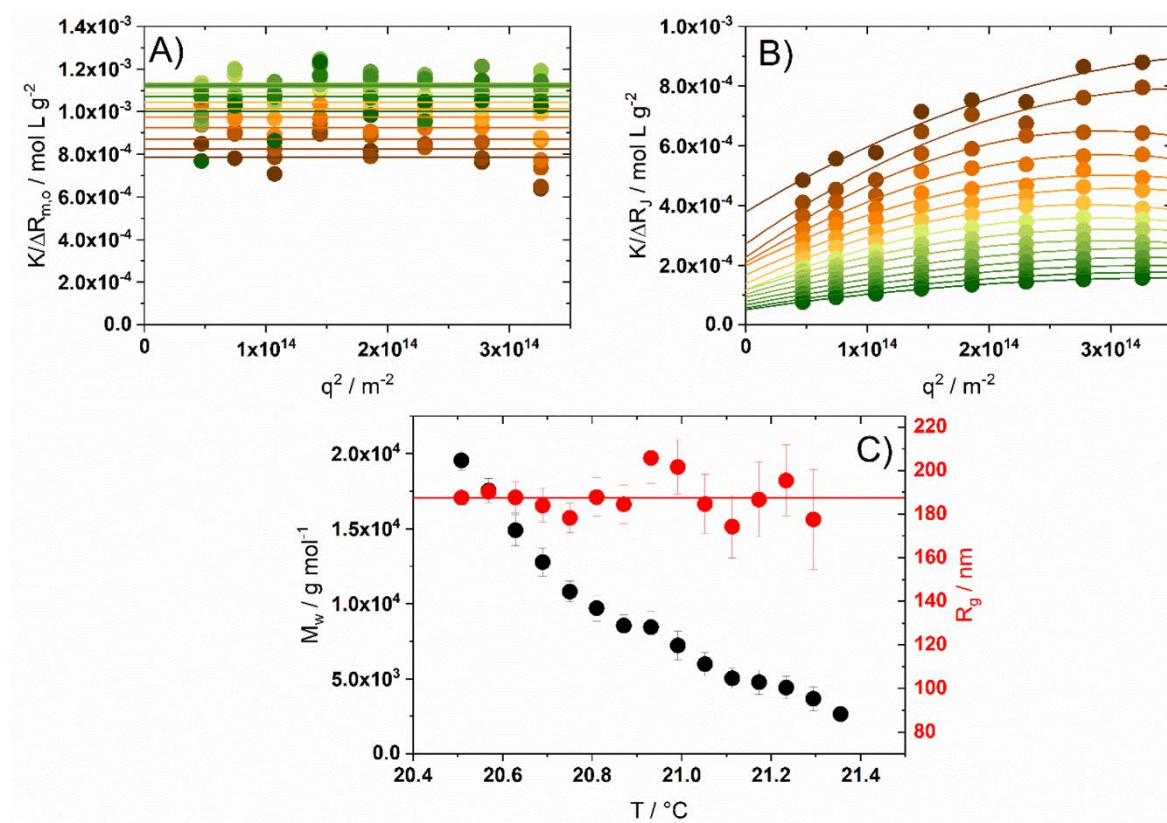 A)
1.4x10⁻³
1.2x10⁻³
1.0x10⁻³
8.0x10⁻⁴
6.0x10⁻⁴
4.0x10⁻⁴
2.0x10⁻⁴
0.0
K/ΔR_m,o / mol L g⁻²
0 1x10¹⁴ 2x10¹⁴ 3x10¹⁴
q² / m⁻²
B)
1.0x10⁻³
8.0x10⁻⁴
6.0x10⁻⁴
4.0x10⁻⁴
2.0x10⁻⁴
0.0
K/ΔR_J / mol L g⁻²
0 1x10¹⁴ 2x10¹⁴ 3x10¹⁴
q² / m⁻²
C)
2.0x10⁴
1.5x10⁴
1.0x10⁴
5.0x10³
0.0
M_w / g mol⁻¹
220
200
180
160
140
120
100
80
R_g / nm
20.4 20.6 20.8 21.0 21.2 21.4
T / °C